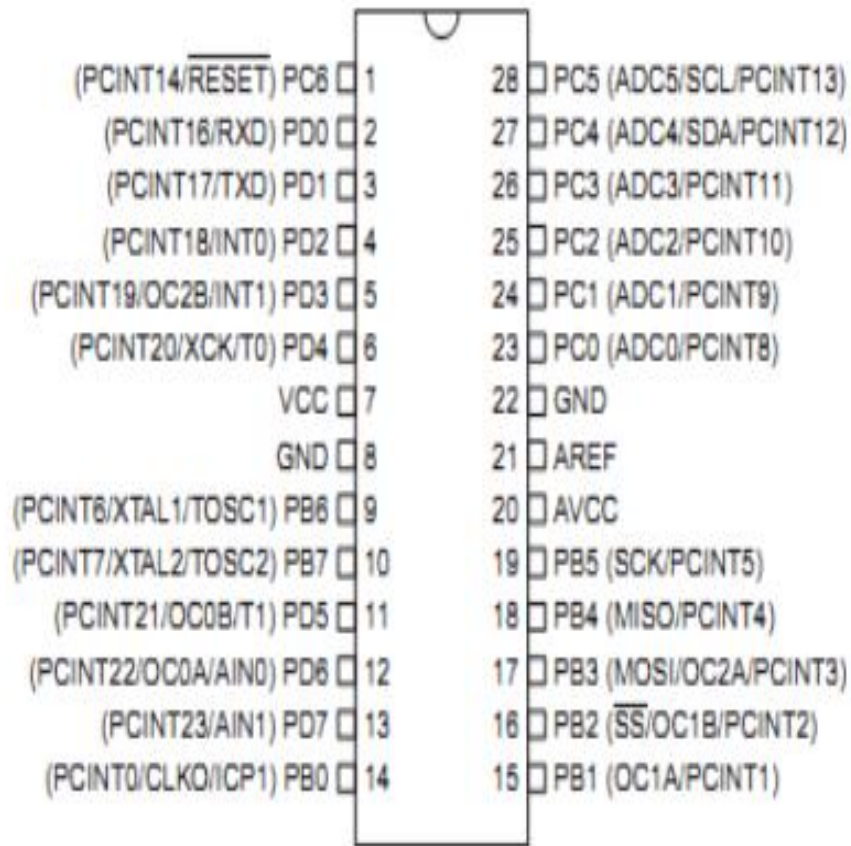 (PCINT14/RESET) PC6 1 28 PC5 (ADC5/SCL/PCINT13)
(PCINT16/RXD) PD0 2 27 PC4 (ADC4/SDA/PCINT12)
(PCINT17/TXD) PD1 3 26 PC3 (ADC3/PCINT11)
(PCINT18/INT0) PD2 4 25 PC2 (ADC2/PCINT10)
(PCINT19/OC2B/INT1) PD3 5 24 PC1 (ADC1/PCINT9)
(PCINT20/XCK/T0) PD4 6 23 PC0 (ADC0/PCINT8)
VCC 7 22 GND
GND 8 21 AREF
(PCINT6/XTAL1/TOSC1) PB6 9 20 AVCC
(PCINT7/XTAL2/TOSC2) PB7 10 19 PB5 (SCK/PCINT5)
(PCINT21/OC0B/T1) PD5 11 18 PB4 (MISO/PCINT4)
(PCINT22/OC0A/AIN0) PD6 12 17 PB3 (MOSI/OC2A/PCINT3)
(PCINT23/AIN1) PD7 13 16 PB2 (SS/OC1B/PCINT2)
(PCINT0/CLKO/ICP1) PB0 14 15 PB1 (OC1A/PCINT1)